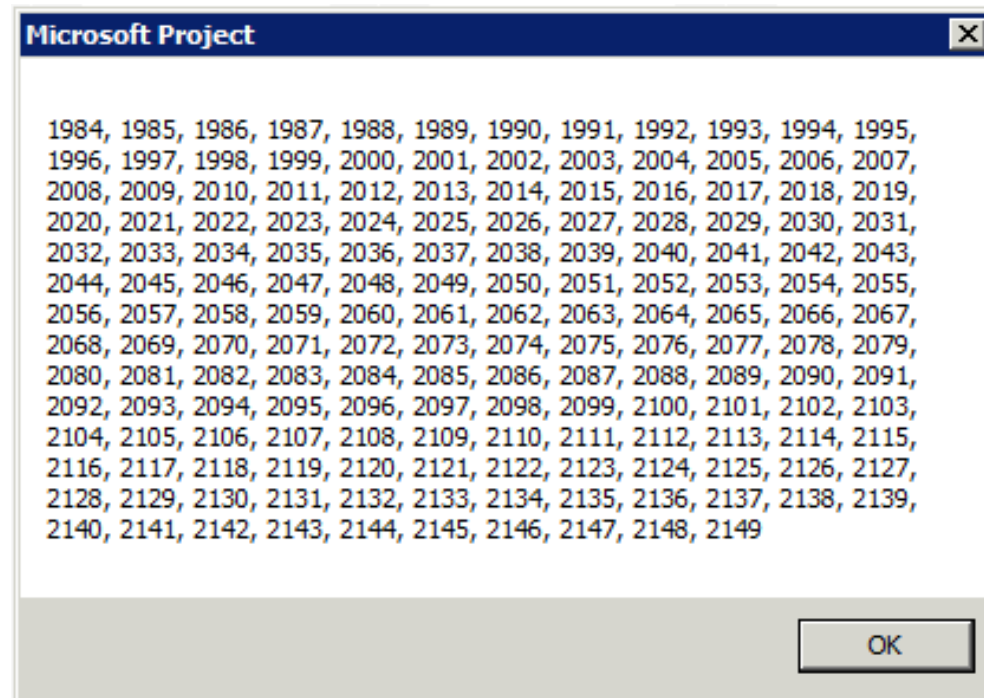 Microsoft Project
1984, 1985, 1986, 1987, 1988, 1989, 1990, 1991, 1992, 1993, 1994, 1995,
1996, 1997, 1998, 1999, 2000, 2001, 2002, 2003, 2004, 2005, 2006, 2007,
2008, 2009, 2010, 2011, 2012, 2013, 2014, 2015, 2016, 2017, 2018, 2019,
2020, 2021, 2022, 2023, 2024, 2025, 2026, 2027, 2028, 2029, 2030, 2031,
2032, 2033, 2034, 2035, 2036, 2037, 2038, 2039, 2040, 2041, 2042, 2043,
2044, 2045, 2046, 2047, 2048, 2049, 2050, 2051, 2052, 2053, 2054, 2055,
2056, 2057, 2058, 2059, 2060, 2061, 2062, 2063, 2064, 2065, 2066, 2067,
2068, 2069, 2070, 2071, 2072, 2073, 2074, 2075, 2076, 2077, 2078, 2079,
2080, 2081, 2082, 2083, 2084, 2085, 2086, 2087, 2088, 2089, 2090, 2091,
2092, 2093, 2094, 2095, 2096, 2097, 2098, 2099, 2100, 2101, 2102, 2103,
2104, 2105, 2106, 2107, 2108, 2109, 2110, 2111, 2112, 2113, 2114, 2115,
2116, 2117, 2118, 2119, 2120, 2121, 2122, 2123, 2124, 2125, 2126, 2127,
2128, 2129, 2130, 2131, 2132, 2133, 2134, 2135, 2136, 2137, 2138, 2139,
2140, 2141, 2142, 2143, 2144, 2145, 2146, 2147, 2148, 2149
OK